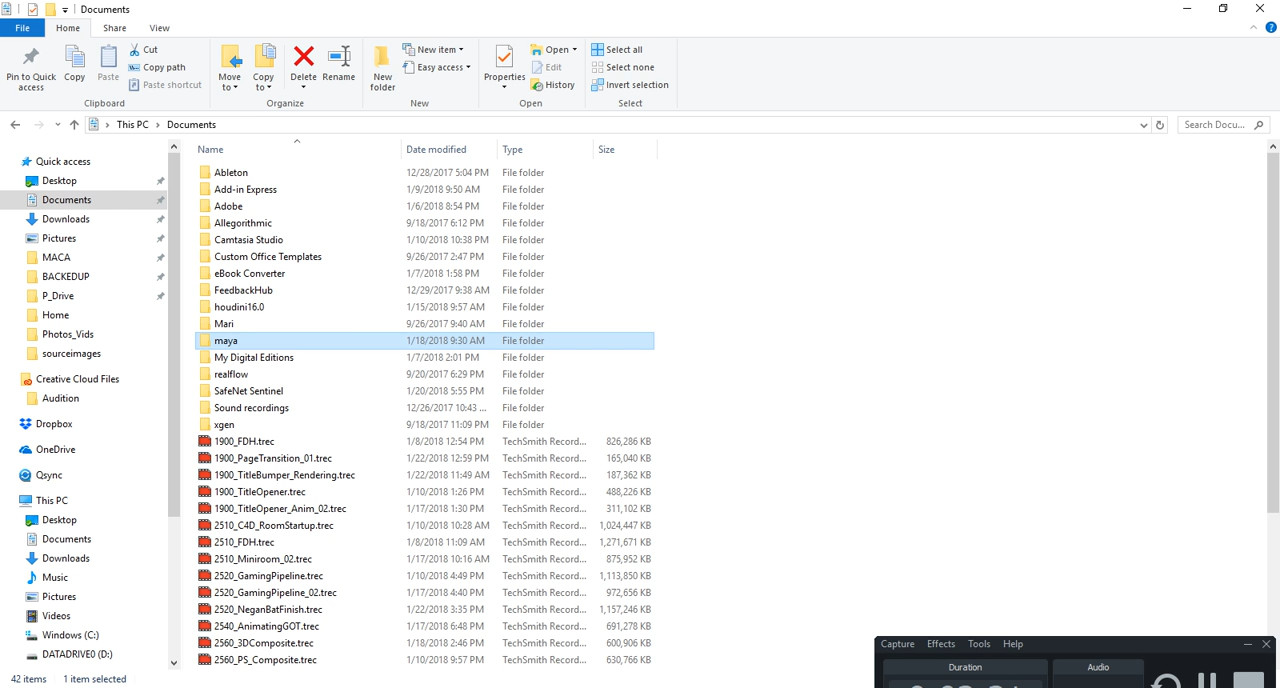 Documents
File Home Share View
Pin to Quick access
Copy
Paste
Cut
Copy path
Paste shortcut
Clipboard
Move to
Copy to
Delete
Rename
Organize
New folder
New item
Easy access
New
Properties
Open
Edit
History
Open
Select all
Select none
Invert selection
Select
This PC > Documents
Search Docu...
Quick access
Desktop
Documents
Downloads
Pictures
MACA
BACKEDUP
P_Drive
Home
Photos_Vids
sourceimages
Creative Cloud Files
Audition
Dropbox
OneDrive
Qsync
This PC
Desktop
Documents
Downloads
Music
Pictures
Videos
Windows (C:)
DATADRIVE0 (D:)
Name Date modified Type Size
Ableton 12/28/2017 5:04 PM File folder
Add-in Express 1/9/2018 9:50 AM File folder
Adobe 1/6/2018 8:54 PM File folder
Allegorithmic 9/18/2017 6:12 PM File folder
Camtasia Studio 1/10/2018 10:38 PM File folder
Custom Office Templates 9/26/2017 2:47 PM File folder
eBook Converter 1/7/2018 1:58 PM File folder
FeedbackHub 12/29/2017 9:38 AM File folder
houdini16.0 1/15/2018 9:57 AM File folder
Mari 9/26/2017 9:40 AM File folder
maya 1/18/2018 9:30 AM File folder
My Digital Editions 1/7/2018 2:01 PM File folder
realflow 9/20/2017 6:29 PM File folder
SafeNet Sentinel 1/20/2018 5:55 PM File folder
Sound recordings 12/26/2017 10:43 ... File folder
xgen 9/18/2017 11:09 PM File folder
1900_FDH.trec 1/8/2018 12:54 PM TechSmith Record... 826,286 KB
1900_PageTransition_01.trec 1/22/2018 12:59 PM TechSmith Record... 165,040 KB
1900_TitleBumper_Rendering.trec 1/22/2018 11:49 AM TechSmith Record... 187,362 KB
1900_TitleOpener.trec 1/10/2018 1:26 PM TechSmith Record... 488,226 KB
1900_TitleOpener_Anim_02.trec 1/17/2018 1:30 PM TechSmith Record... 311,102 KB
2510_C4D_RoomStartup.trec 1/10/2018 10:28 AM TechSmith Record... 1,024,447 KB
2510_FDH.trec 1/8/2018 11:09 AM TechSmith Record... 1,271,671 KB
2510_Miniroom_02.trec 1/17/2018 10:16 AM TechSmith Record... 875,952 KB
2520_GamingPipeline.trec 1/10/2018 4:49 PM TechSmith Record... 1,113,850 KB
2520_GamingPipeline_02.trec 1/17/2018 4:40 PM TechSmith Record... 972,656 KB
2520_NeganBatFinish.trec 1/22/2018 3:35 PM TechSmith Record... 1,157,246 KB
2540_AnimatingGOT.trec 1/17/2018 6:48 PM TechSmith Record... 691,278 KB
2560_3DComposite.trec 1/18/2018 2:46 PM TechSmith Record... 600,906 KB
2560_PS_Composite.trec 1/10/2018 9:57 PM TechSmith Record... 630,766 KB
Capture Effects Tools Help
Duration Audio
42 items 1 item selected